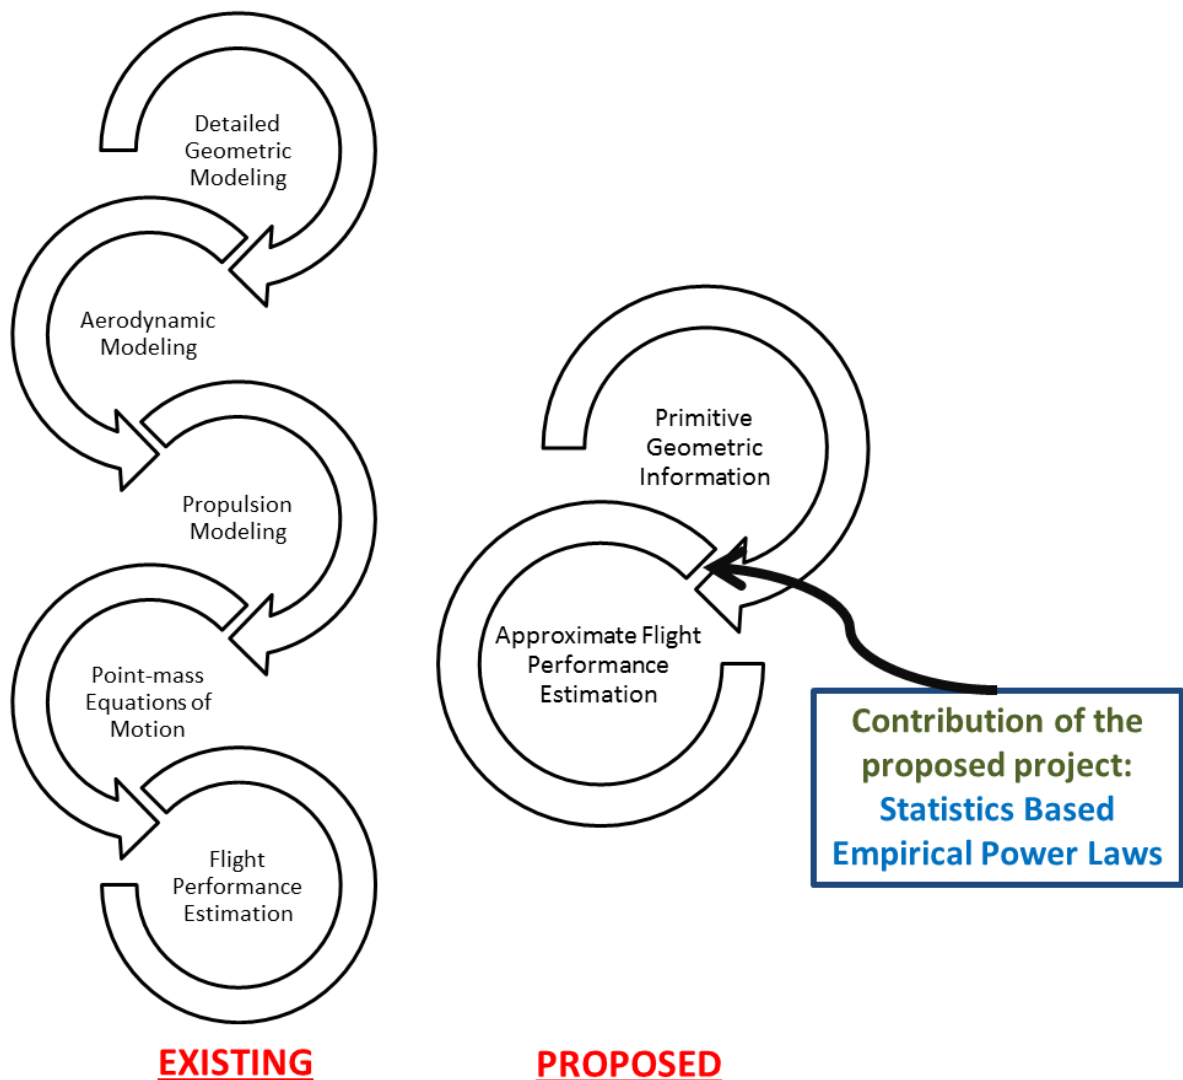 Detailed
Geometric
Modeling
Aerodynamic
Modeling
Propulsion
Modeling
Point-mass
Equations of
Motion
Flight
Performance
Estimation
EXISTING
Primitive
Geometric
Information
Approximate Flight
Performance
Estimation
Contribution of the
proposed project:
Statistics Based
Empirical Power Laws
PROPOSED